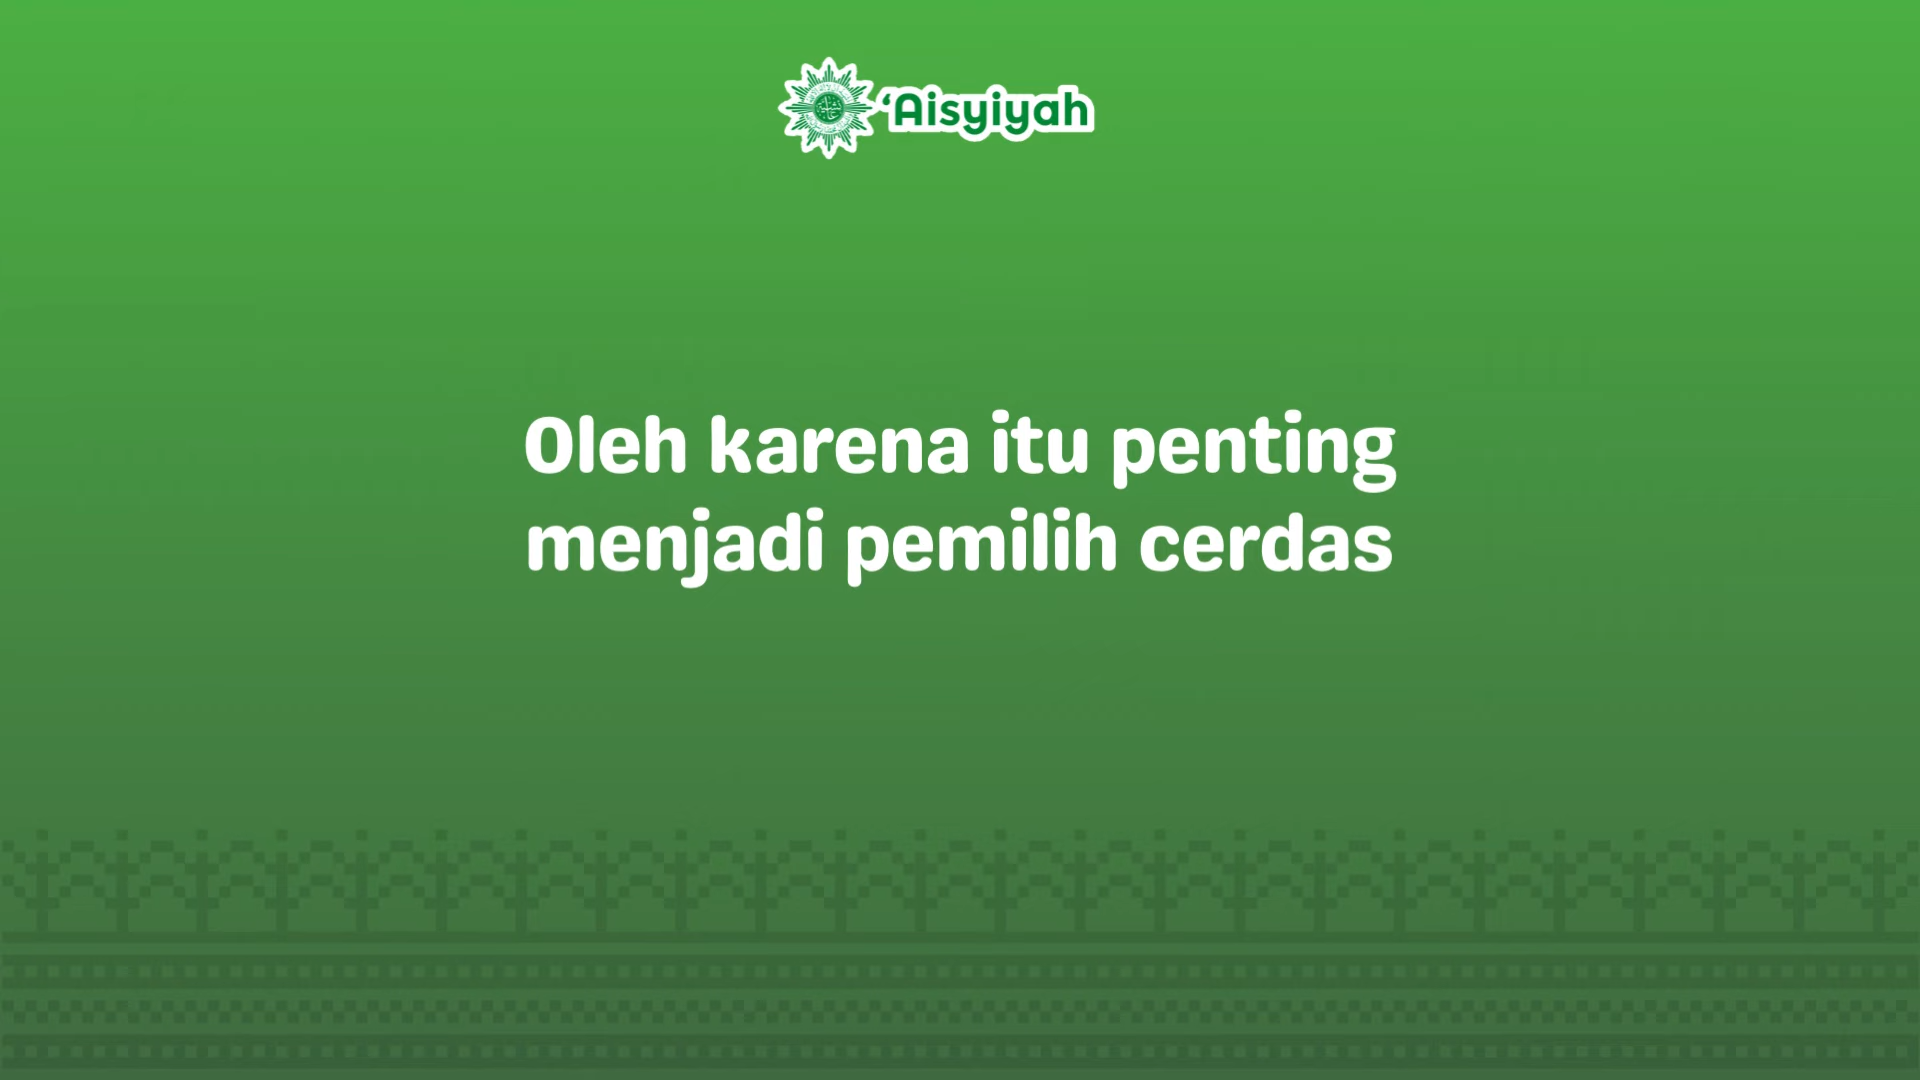 ‘Aisyiyah
Oleh karena itu penting
menjadi pemilih cerdas